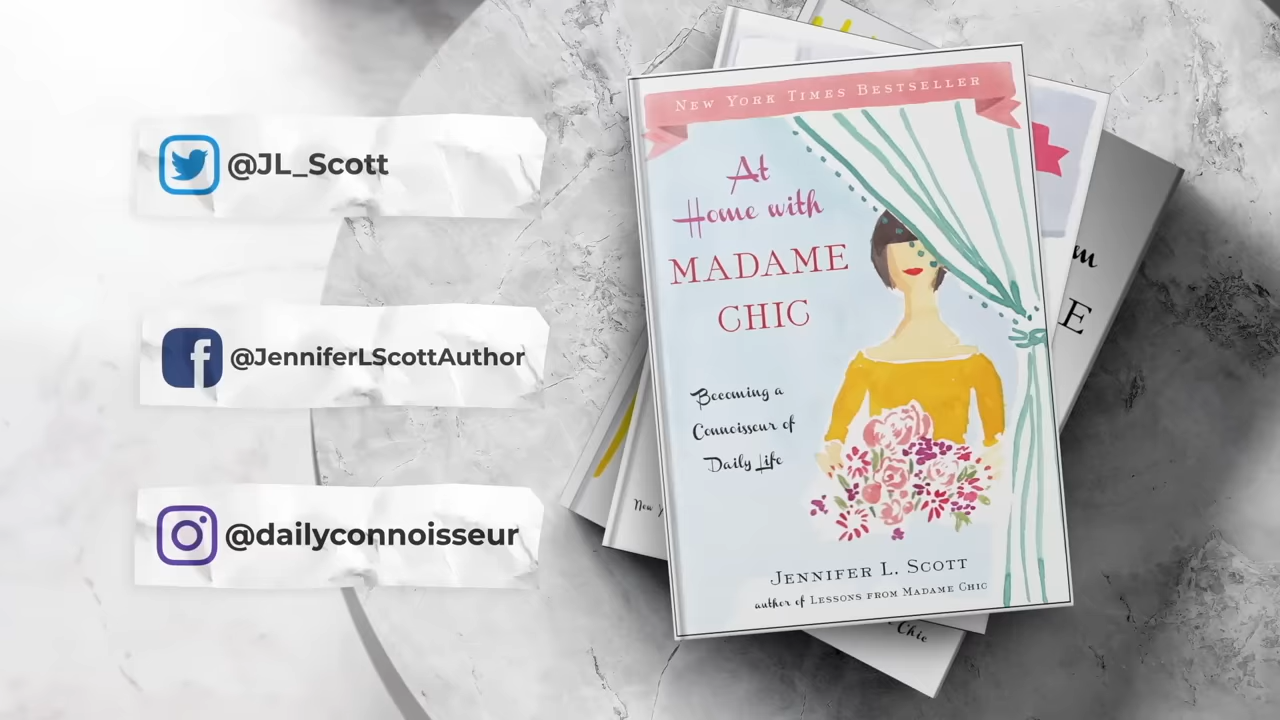 @JL_Scott
@JenniferLScottAuthor
@dailyconnoisseur
NEW YORK TIMES BESTSELLER
At
Home with
MADAME
CHIC
Becoming a
Connoisseur of
Daily Life
JENNIFER L. SCOTT
author of LESSONS FROM MADAME CHIC
E
Chic